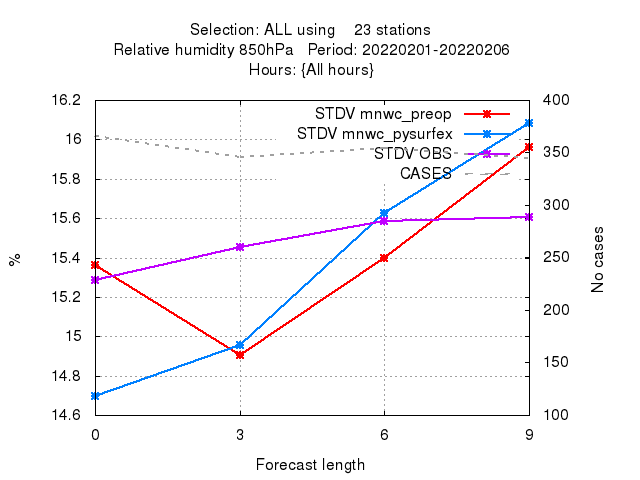 Selection: ALL using 23 stations
Relative humidity 850hPa Period: 20220201-20220206
Hours: {All hours}
16.2
16
15.8
15.6
15.4
15.2
15
14.8
14.6
%
STDV mnwc_preop
STDV mnwc_pysurfex
STDV OBS
CASES
400
350
300
250
200
150
100
No cases
0 3 6 9
Forecast length